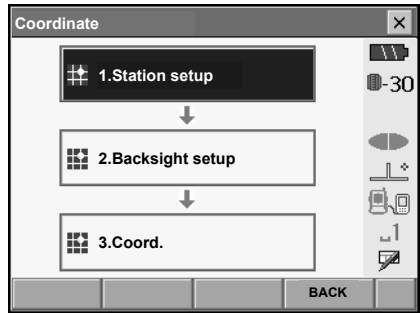 Coordinate
1.Station setup
-30
2.Backsight setup
3.Coord.
1
BACK